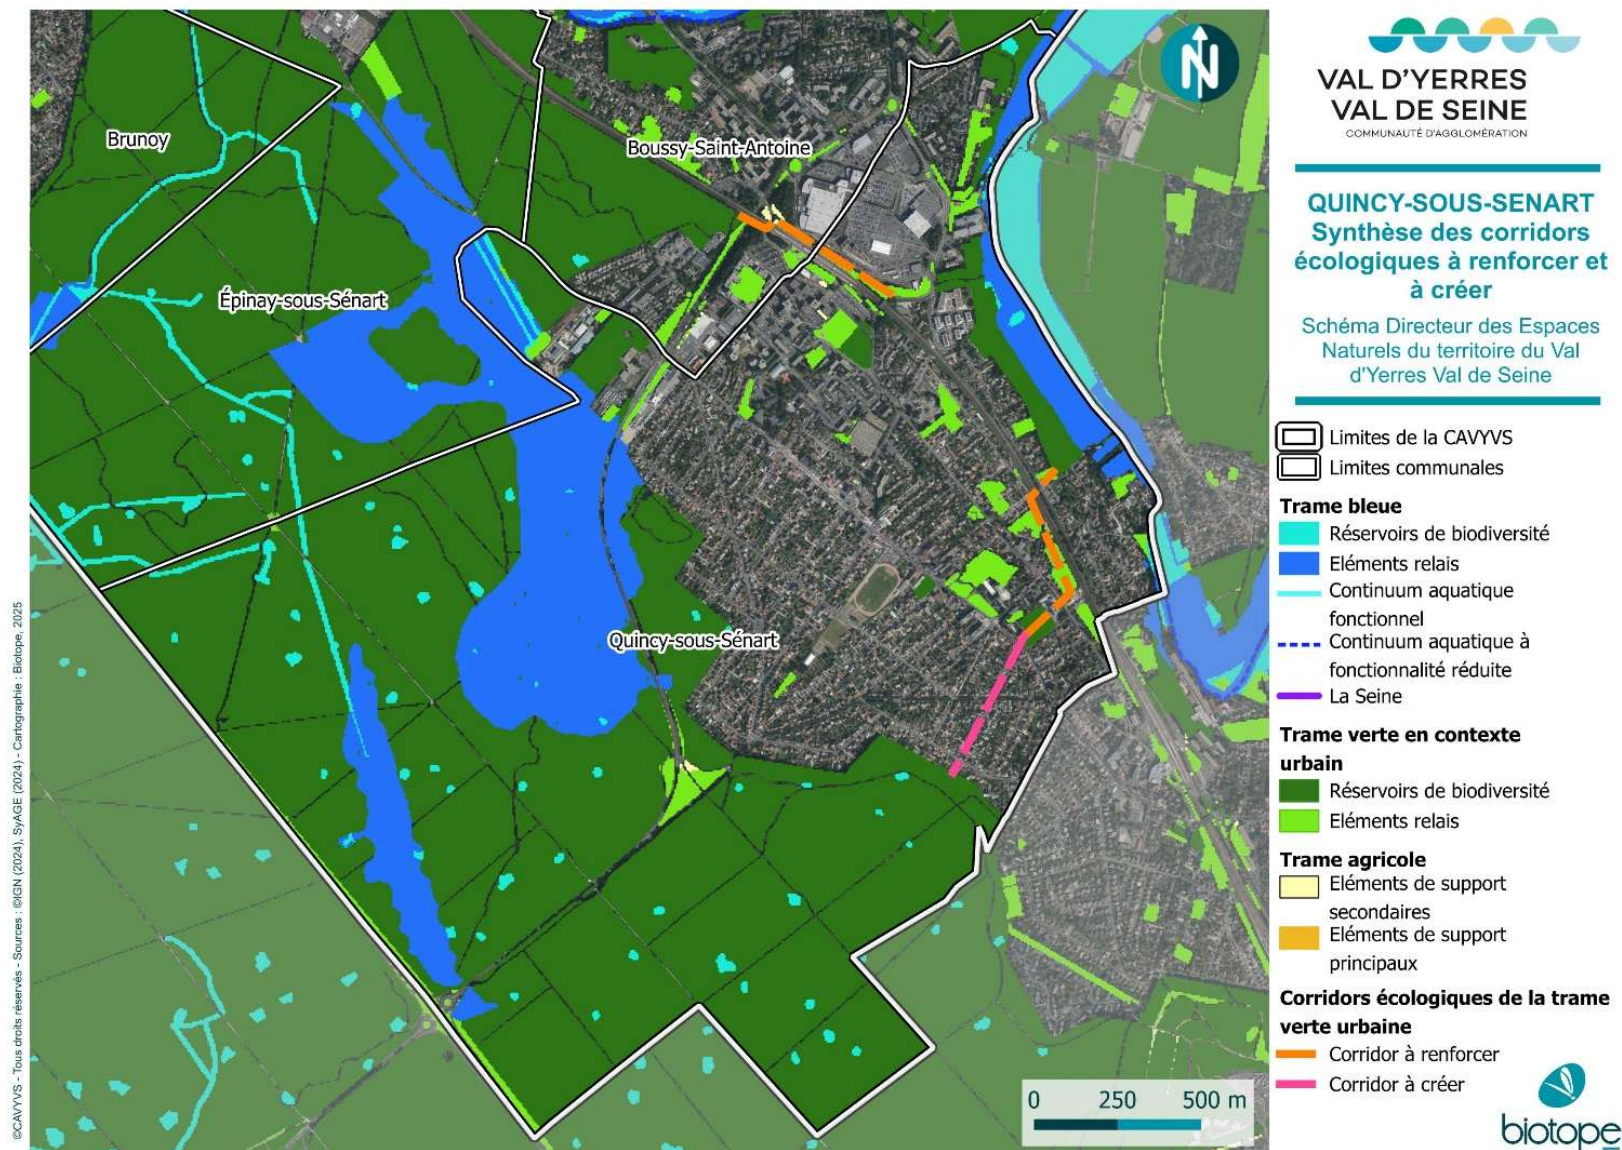 VAL D'YERRES
VAL DE SEINE
COMMUNAUTÉ D'AGGLOMÉRATION
QUINCY-SOUS-SENART
Synthèse des corridors
écologiques à renforcer et
à créer
Schéma Directeur des Espaces
Naturels du territoire du Val
d'Yerres Val de Seine
Limites de la CAVYVS
Limites communales
Trame bleue
Réservoirs de biodiversité
Eléments relais
Continuum aquatique
fonctionnel
Continuum aquatique à
fonctionnalité réduite
La Seine
Trame verte en contexte
urbain
Réservoirs de biodiversité
Eléments relais
Trame agricole
Eléments de support
secondaires
Eléments de support
principaux
Corridors écologiques de la trame
verte urbaine
Corridor à renforcer
Corridor à créer
biotope
N
Brunoy
Boussy-Saint-Antoine
Épinay-sous-Sénart
Quincy-sous-Sénart
0 250 500 m
©CAVYVS - Tous droits réservés - Sources : ©IGN (2024), SyAGE (2024) - Cartographie : Biotope, 2025